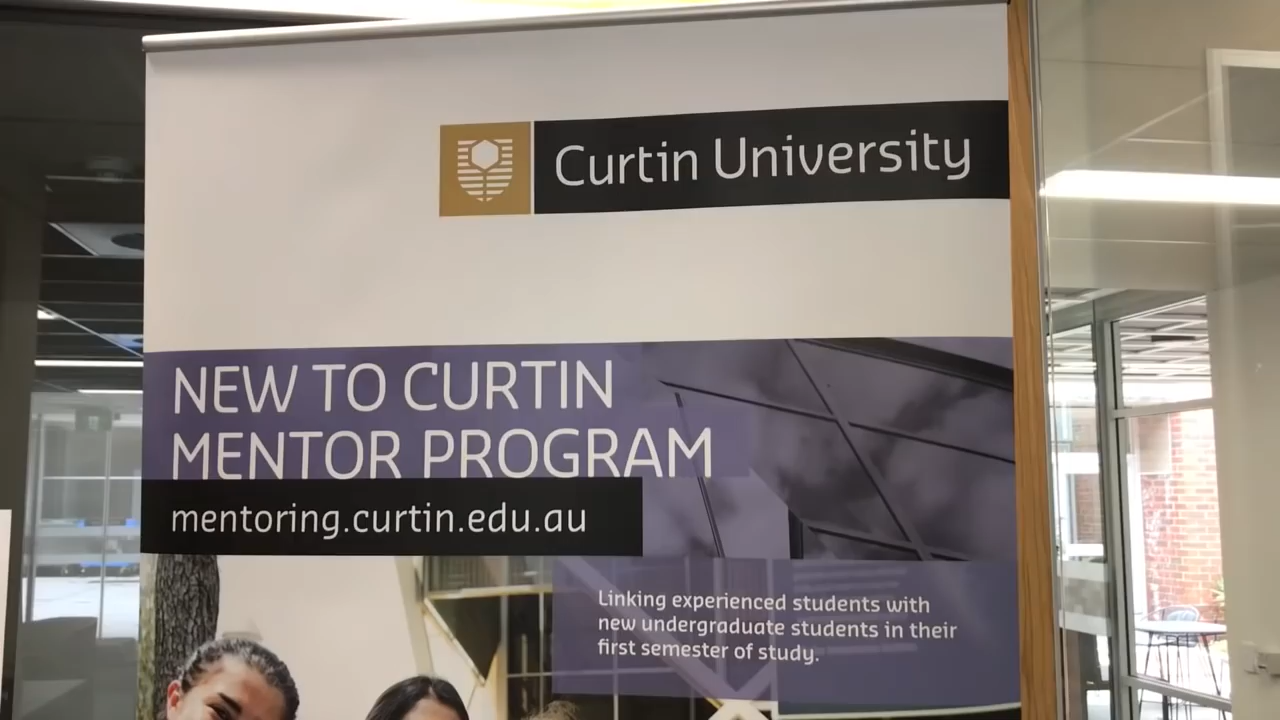 Curtin University
NEW TO CURTIN
MENTOR PROGRAM
mentoring.curtin.edu.au
Linking experienced students with
new undergraduate students in their
first semester of study.